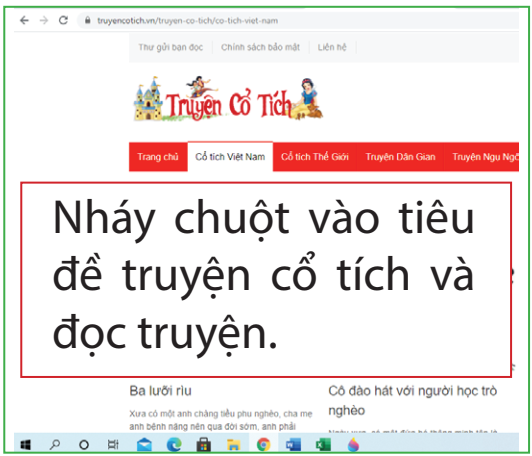 truyencotich.vn/truyen-co-tich/co-tich-viet-nam
Thư gửi bạn đọc Chính sách bảo mật Liên hệ
Truyện Cổ Tích
Trang chủ Cổ tích Việt Nam Cổ tích Thế Giới Truyện Dân Gian Truyện Ngụ Ngô
Nháy chuột vào tiêu
đề truyện cổ tích và
đọc truyện.
Ba lưỡi rìu
Cô đào hát với người học trò
nghèo
Xưa có một anh chàng tiều phu nghèo, cha mẹ
anh bệnh nặng nên qua đời sớm, anh phải